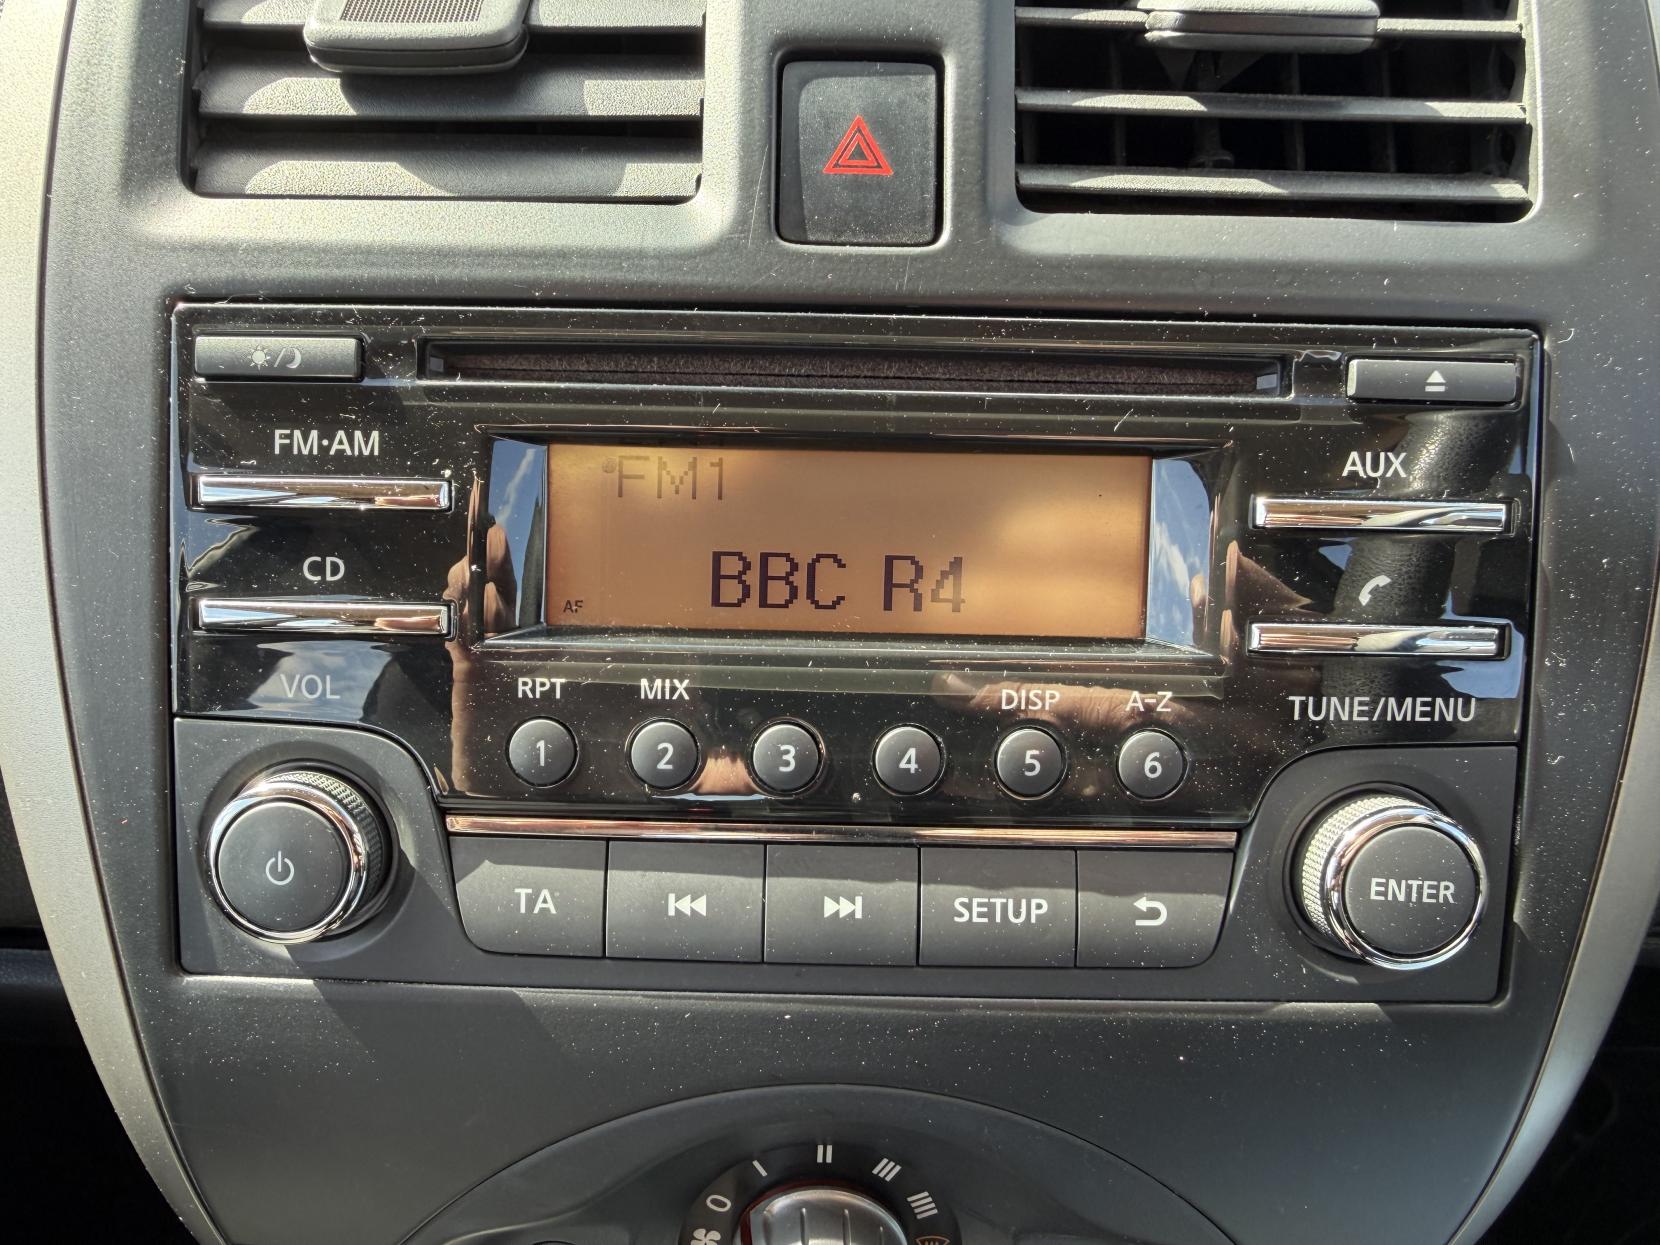 FM·AM
AUX
FM1
CD
BBC R4
AF
VOL
RPT MIX DISP A-Z
TUNE/MENU
1 2 3 4 5 6
TA SETUP
ENTER
0 I II III IIII